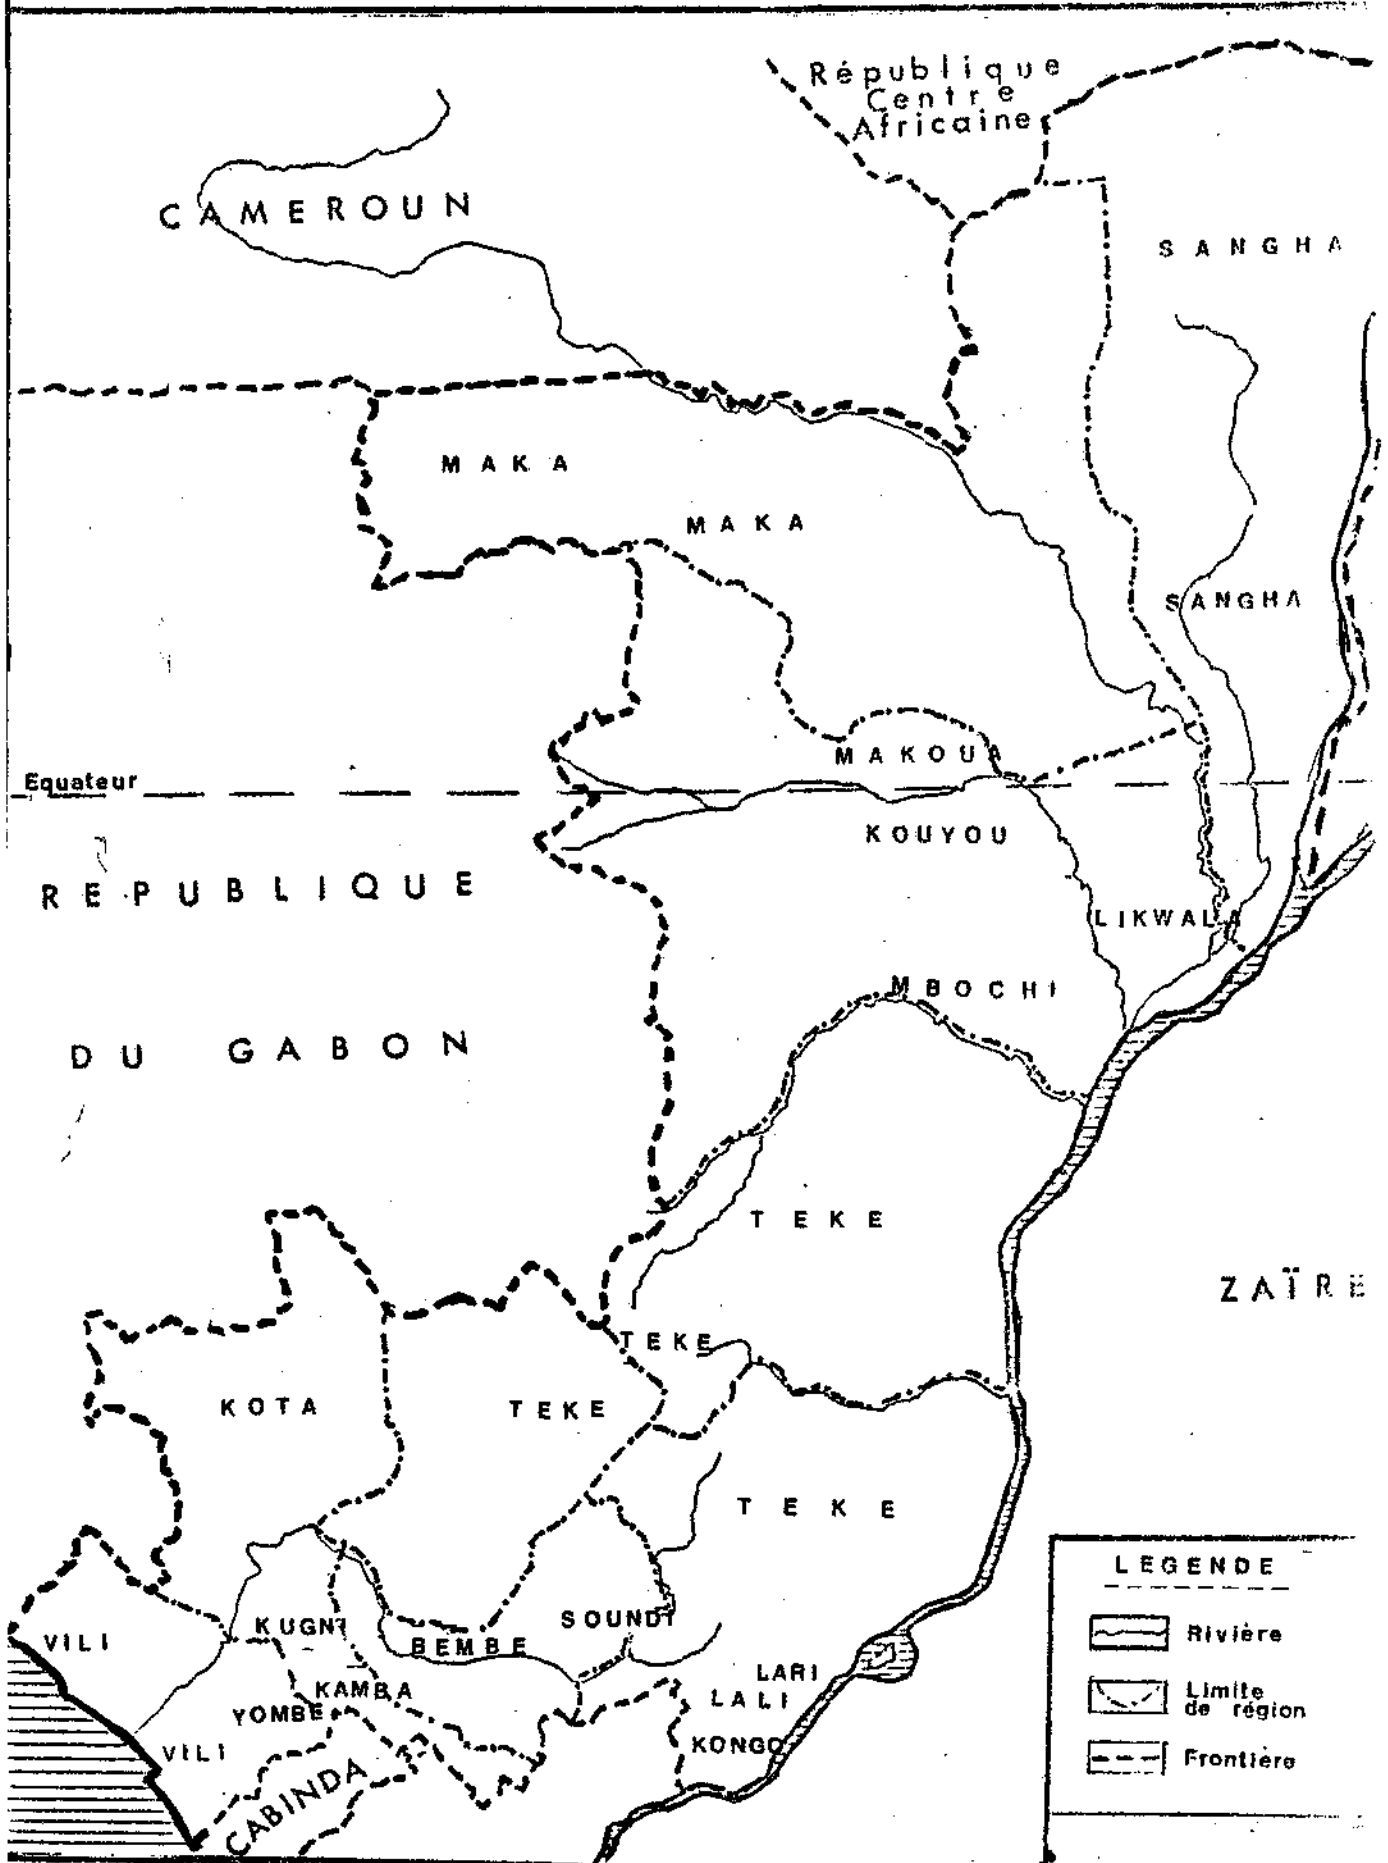 République
Centre
Africaine
CAMEROUN
SANGHA
MAKA
MAKA
SANGHA
MAKOUA
Equateur
KOUYOU
REPUBLIQUE
LIKWALA
MBOCHI
DU GABON
TEKE
ZAÏRE
TEKE
KOTA
TEKE
TEKE
LEGENDE
SOUNDI
KUGNI
Rivière
VILI
BEMBE
LARI
KAMBA
LALI
Limite
de région
YOMBE
VILI
KONGO
Frontière
CABINDA